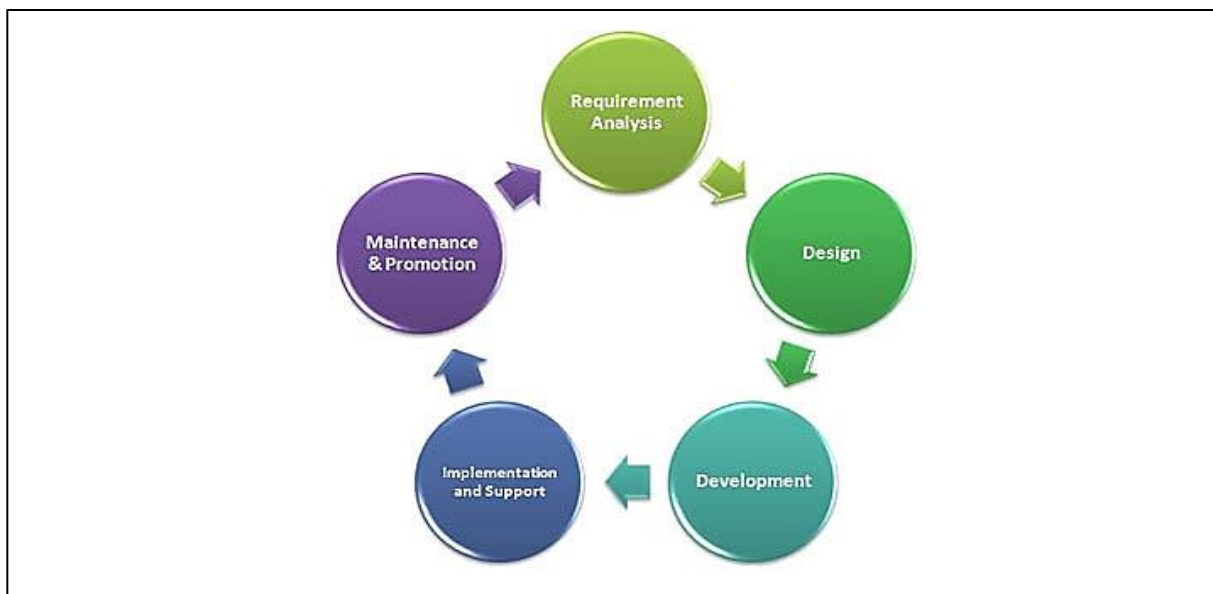 Requirement
Analysis
Design
Development
Implementation
and Support
Maintenance
& Promotion